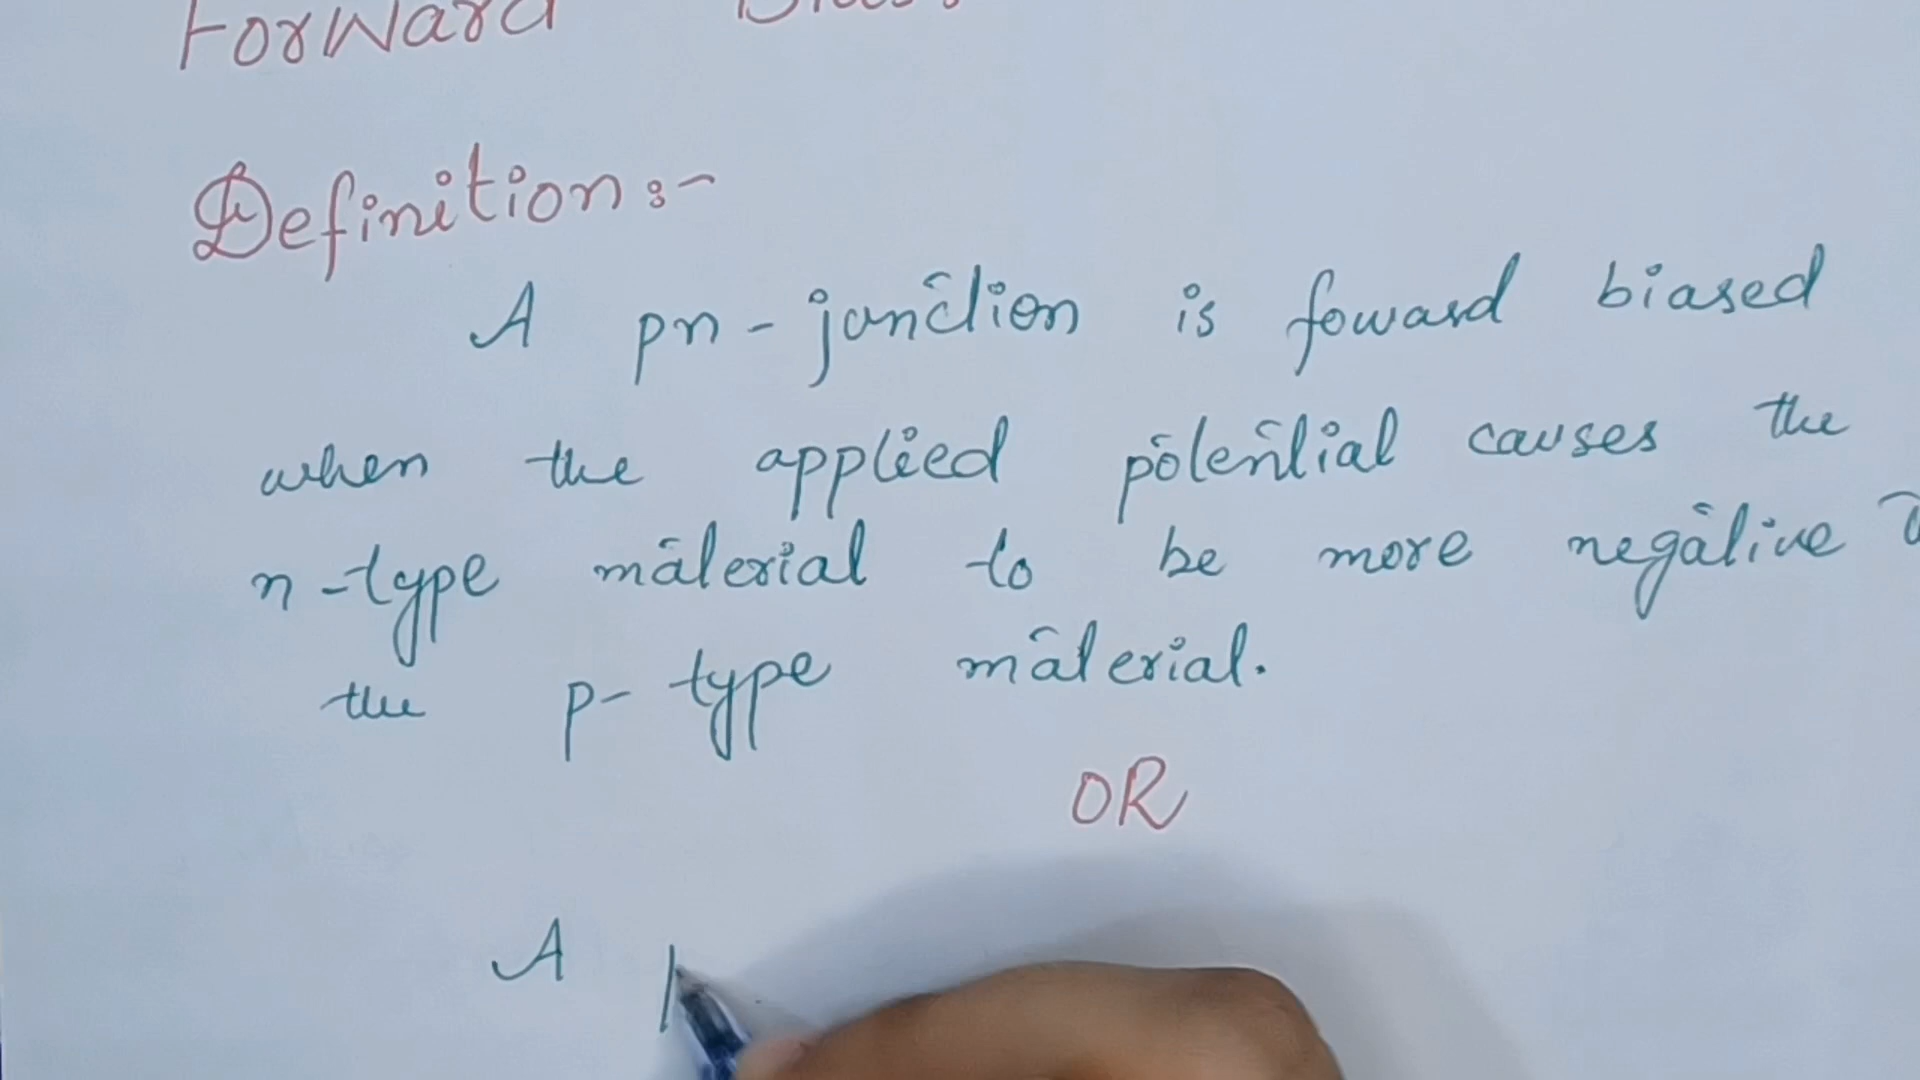 Forward Bias:
Definition:-
A pn-junction is foward biased
when the applied potential causes the
n-type material to be more negative
the p-type material.
OR
A